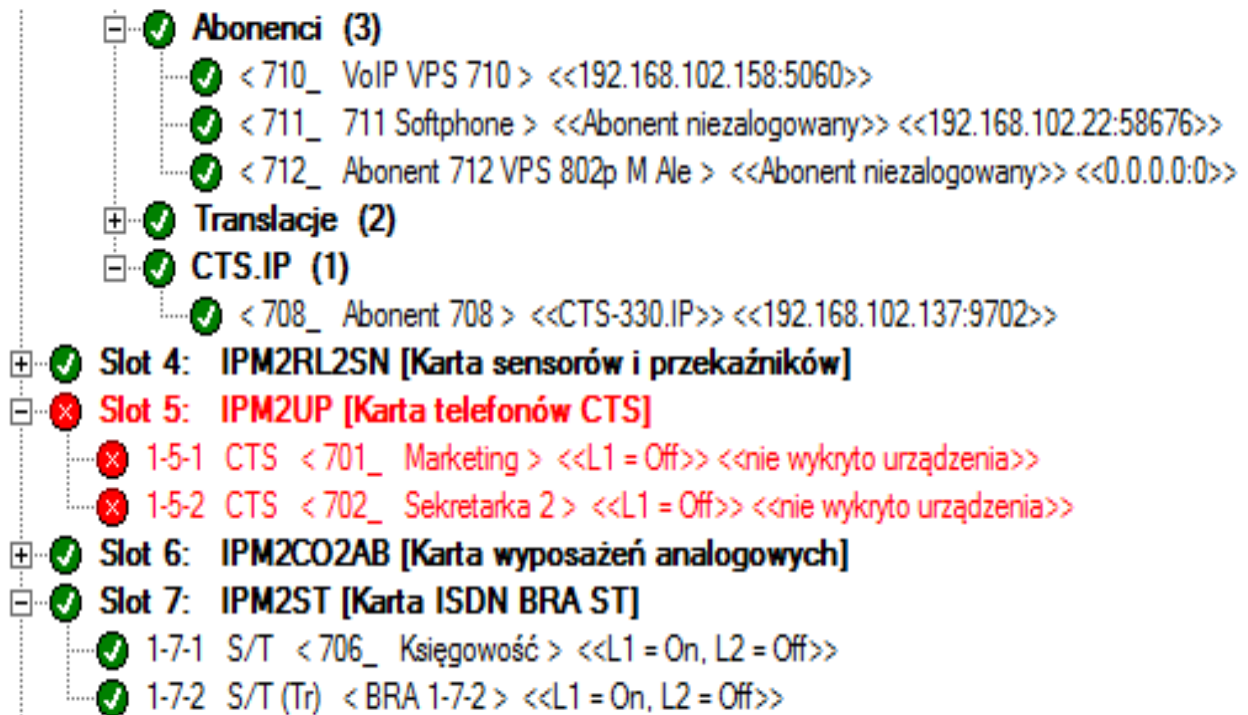 Abonenci (3)
< 710_ VoIP VPS 710 > <<192.168.102.158:5060>>
< 711_ 711 Softphone > <<Abonent niezalogowany>> <<192.168.102.22:58676>>
< 712_ Abonent 712 VPS 802p M Ale > <<Abonent niezalogowany>> <<0.0.0.0:0>>
Translacje (2)
CTS.IP (1)
< 708_ Abonent 708 > <<CTS-330.IP>> <<192.168.102.137:9702>>
Slot 4: IPM2RL2SN [Karta sensorów i przekaźników]
Slot 5: IPM2UP [Karta telefonów CTS]
1-5-1 CTS < 701_ Marketing > <<L1 = Off>> <<nie wykryto urządzenia>>
1-5-2 CTS < 702_ Sekretarka 2 > <<L1 = Off>> <<nie wykryto urządzenia>>
Slot 6: IPM2CO2AB [Karta wyposażeń analogowych]
Slot 7: IPM2ST [Karta ISDN BRA ST]
1-7-1 S/T < 706_ Księgowość > <<L1 = On, L2 = Off>>
1-7-2 S/T (Tr) < BRA 1-7-2 > <<L1 = On, L2 = Off>>